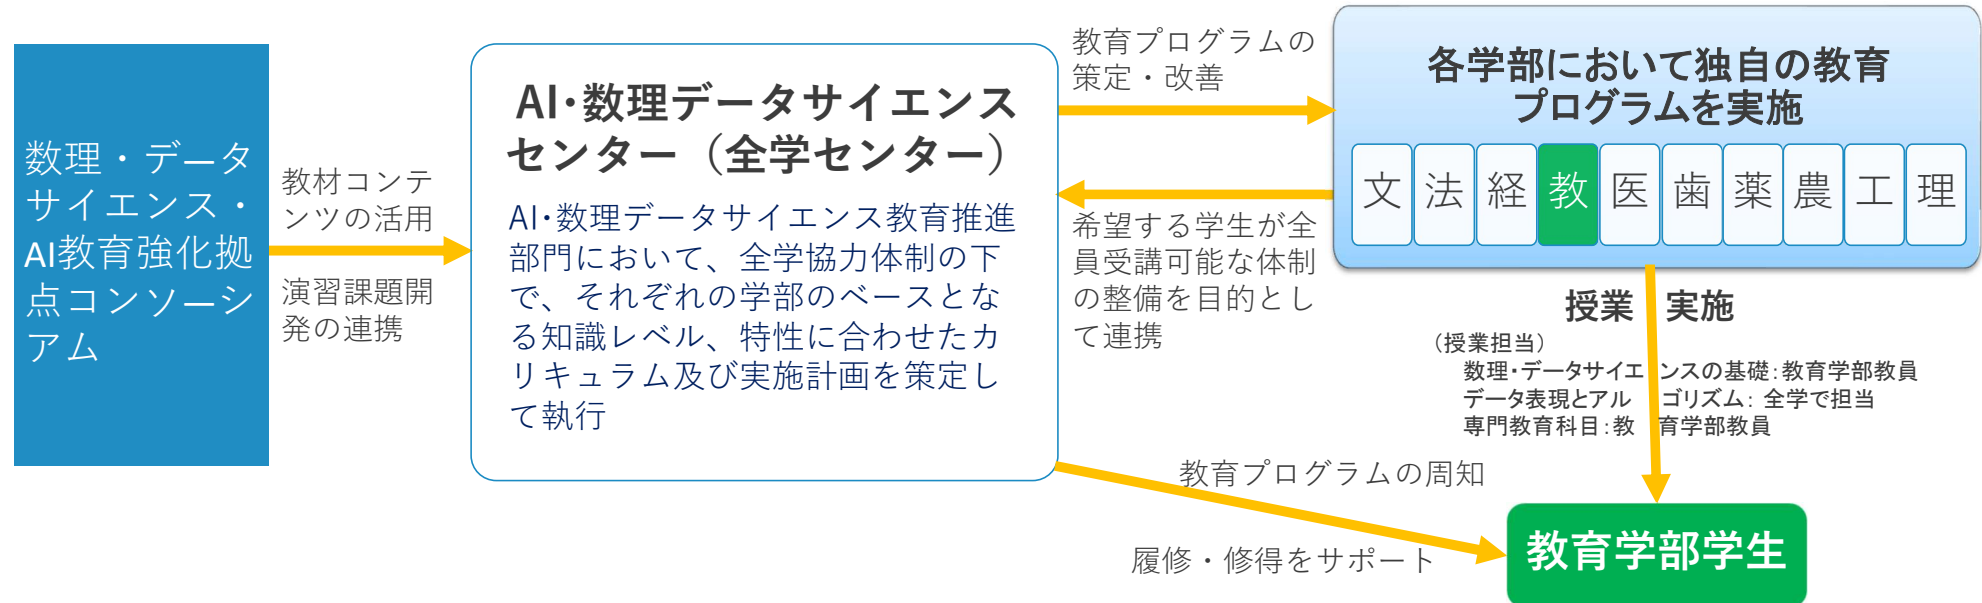 数理・データ
サイエンス・
AI教育強化拠
点コンソーシ
アム
教材コンテ
ンツの活用
演習課題開
発の連携
AI･数理データサイエンス
センター（全学センター）
AI･数理データサイエンス教育推進
部門において、全学協力体制の下
で、それぞれの学部のベースとな
る知識レベル、特性に合わせたカ
リキュラム及び実施計画を策定し
て執行
教育プログラムの
策定・改善
希望する学生が全
員受講可能な体制
の整備を目的とし
て連携
各学部において独自の教育
プログラムを実施
文 法 経 教 医 歯 薬 農 工 理
授業 実施
（授業担当）
数理･データサイエンスの基礎：教育学部教員
データ表現とアルゴリズム： 全学で担当
専門教育科目：教育学部教員
教育プログラムの周知
履修・修得をサポート
教育学部学生